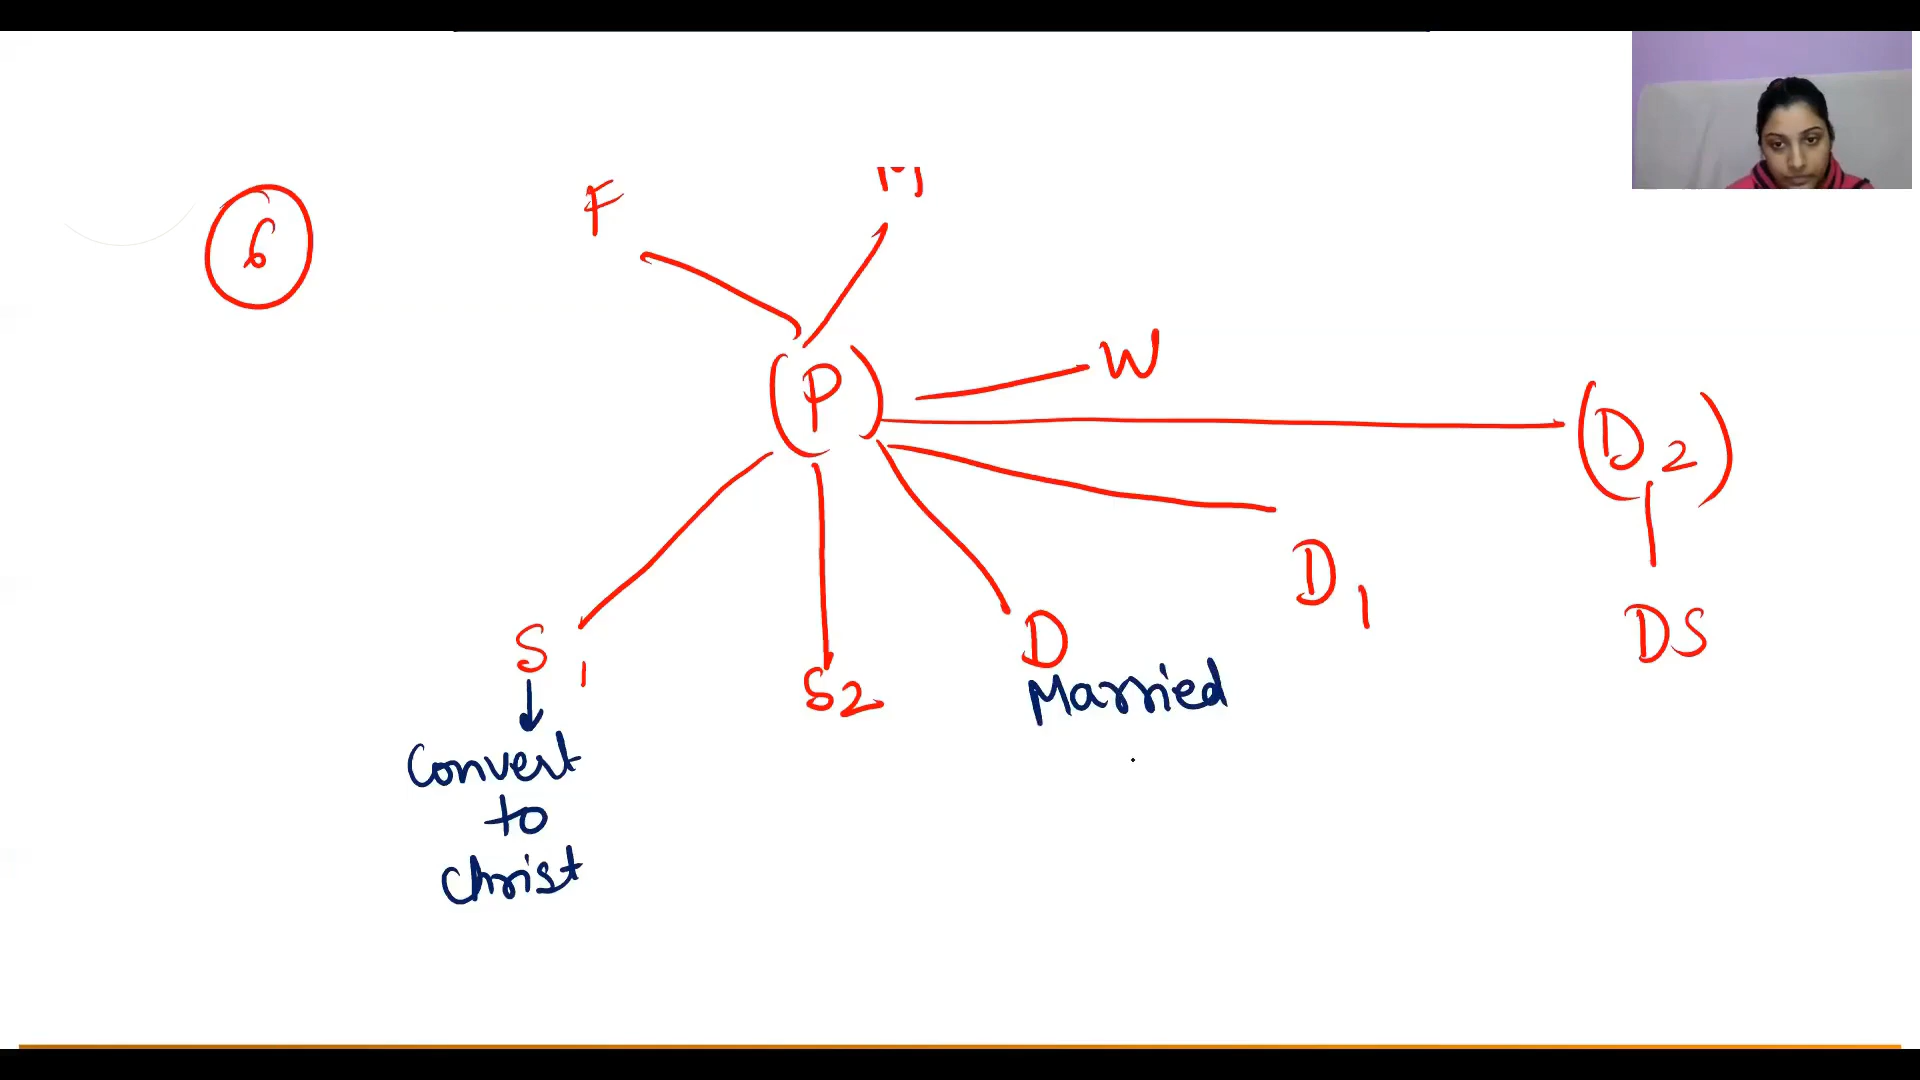 6
F
M
W
(P)
(D2)
D1
DS
S1
S2
D
Married
Convert
to
Christ